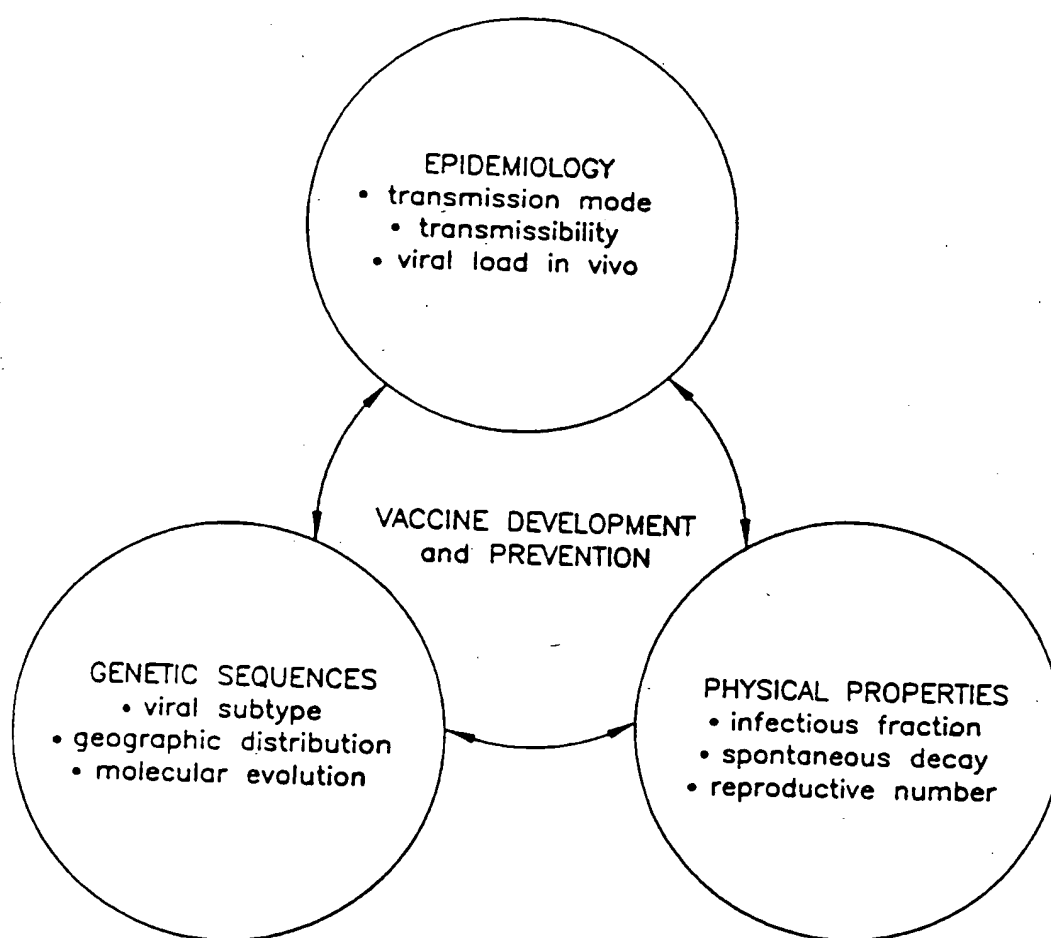 EPIDEMIOLOGY
• transmission mode
• transmissibility
• viral load in vivo
VACCINE DEVELOPMENT
and PREVENTION
GENETIC SEQUENCES
• viral subtype
• geographic distribution
• molecular evolution
PHYSICAL PROPERTIES
• infectious fraction
• spontaneous decay
• reproductive number